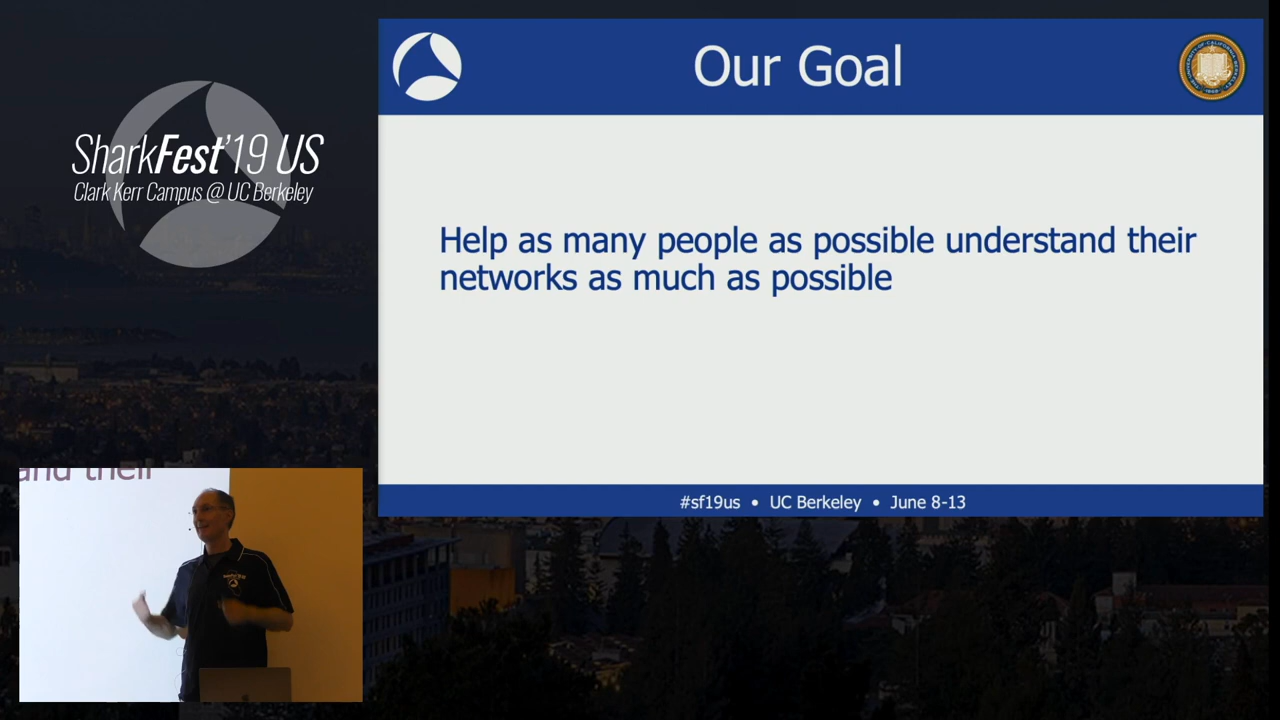 SharkFest'19 US
Clark Kerr Campus @ UC Berkeley
Our Goal
Help as many people as possible understand their
networks as much as possible
#sf19us • UC Berkeley • June 8-13
and their